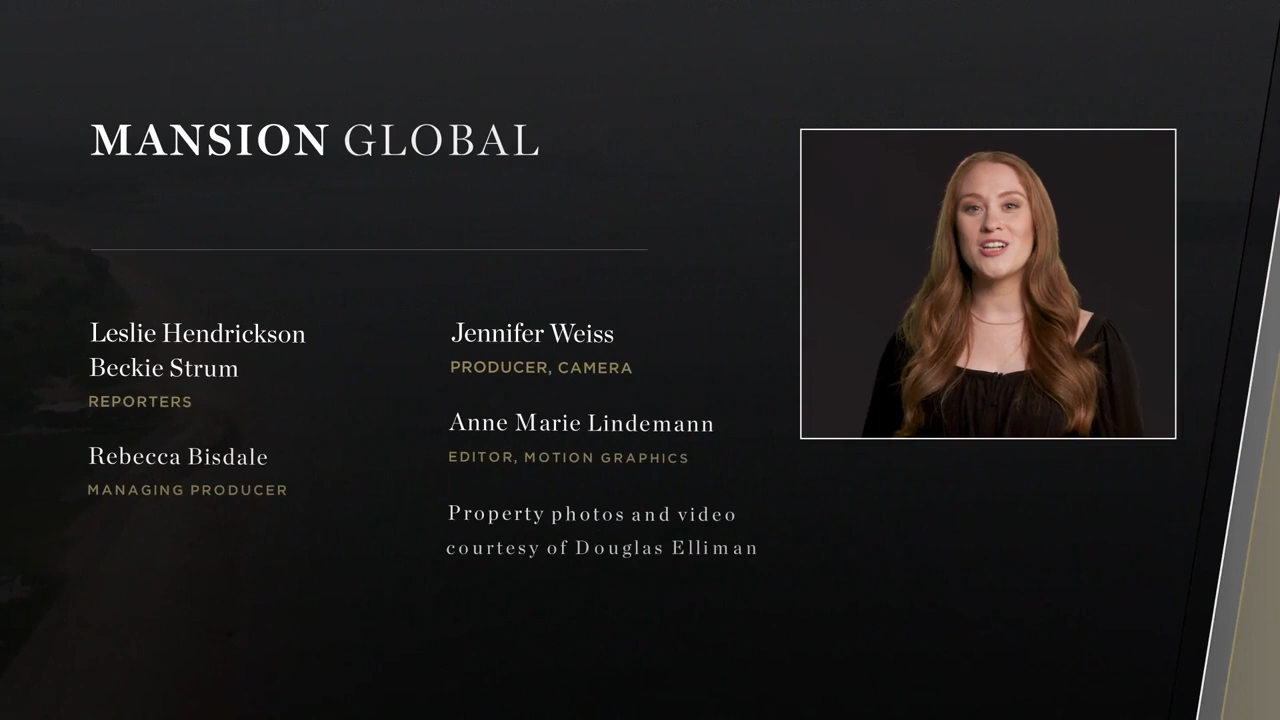 MANSION GLOBAL
Leslie Hendrickson
Beckie Strum
REPORTERS
Rebecca Bisdale
MANAGING PRODUCER
Jennifer Weiss
PRODUCER, CAMERA
Anne Marie Lindemann
EDITOR, MOTION GRAPHICS
Property photos and video
courtesy of Douglas Elliman